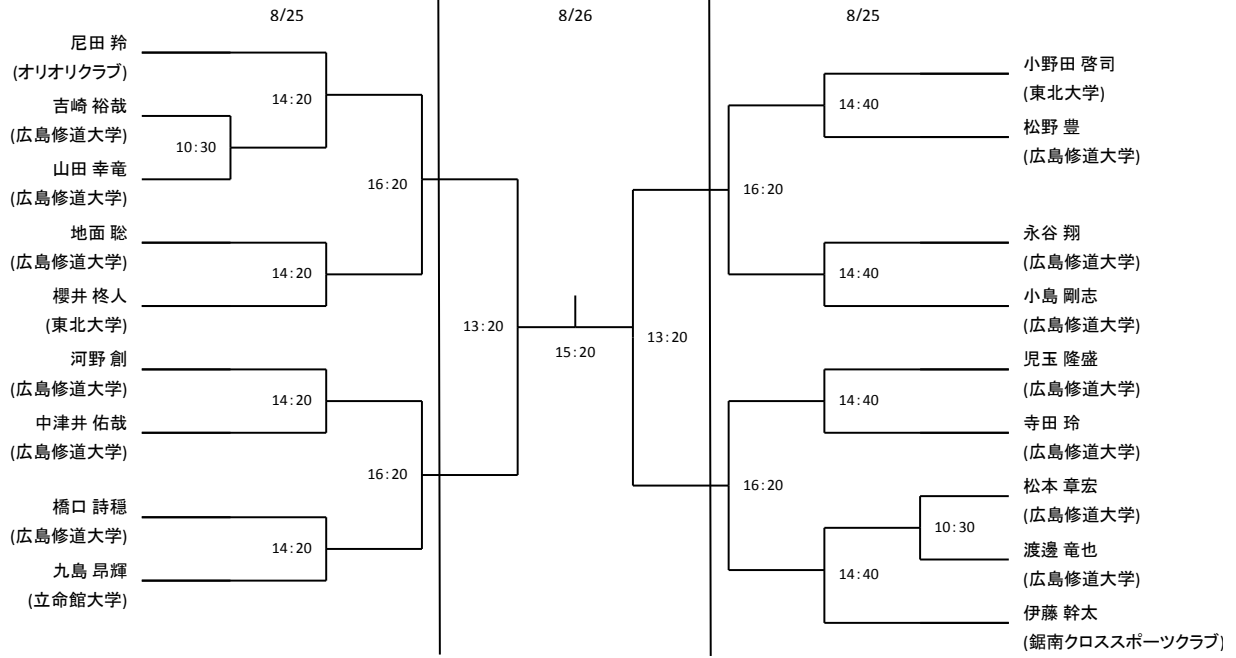 8/25
8/26
8/25
尼田 羚
(オリオリクラブ)
14:20
吉崎 裕哉
(広島修道大学)
10:30
山田 幸竜
(広島修道大学)
16:20
地面 聡
(広島修道大学)
14:20
櫻井 柊人
(東北大学)
13:20
河野 創
(広島修道大学)
14:20
中津井 佑哉
(広島修道大学)
16:20
橋口 詩穏
(広島修道大学)
14:20
九島 昂輝
(立命館大学)
15:20
小野田 啓司
(東北大学)
14:40
松野 豊
(広島修道大学)
16:20
永谷 翔
(広島修道大学)
14:40
小島 剛志
(広島修道大学)
13:20
児玉 隆盛
(広島修道大学)
14:40
寺田 玲
(広島修道大学)
16:20
松本 章宏
(広島修道大学)
10:30
渡邊 竜也
(広島修道大学)
14:40
伊藤 幹太
(鋸南クロススポーツクラブ)